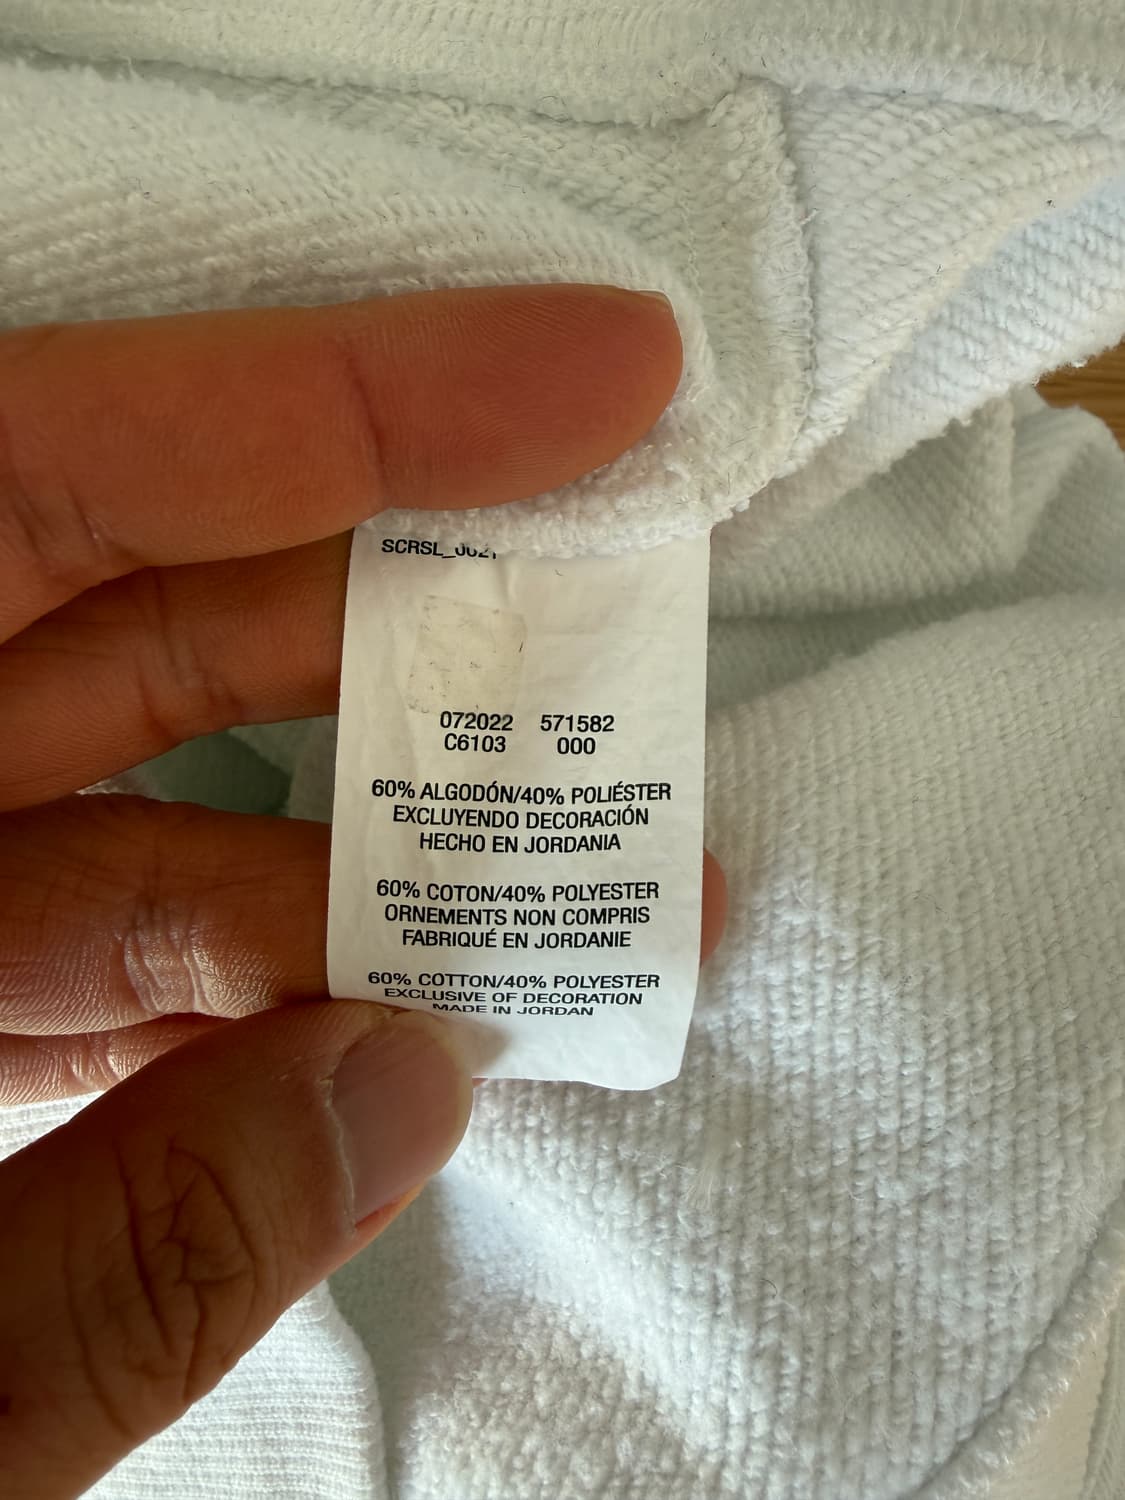 072022 571582
C6103 000
60% ALGODÓN/40% POLIÉSTER
EXCLUYENDO DECORACIÓN
HECHO EN JORDANIA
60% COTON/40% POLYESTER
ORNEMENTS NON COMPRIS
FABRIQUÉ EN JORDANIE
60% COTTON/40% POLYESTER
EXCLUSIVE OF DECORATION
MADE IN JORDAN